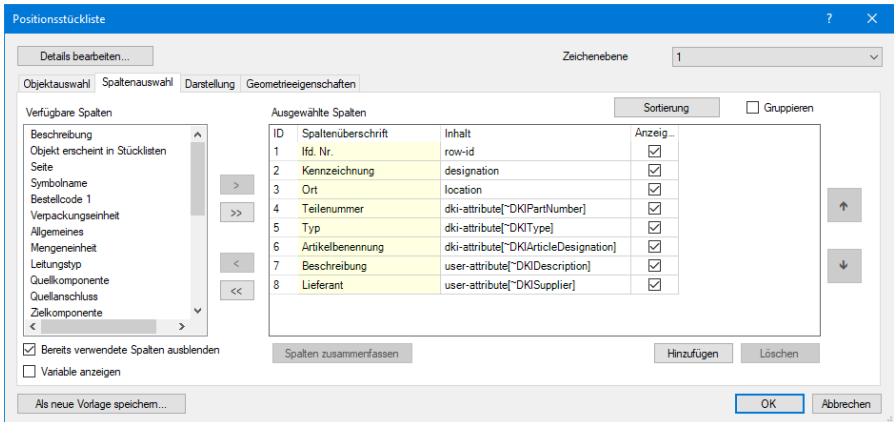 Positionsstückliste
Details bearbeiten...
Zeichenebene
1
Objektauswahl
Spaltenauswahl
Darstellung
Geometrieeigenschaften
Verfügbare Spalten
Beschreibung
Objekt erscheint in Stücklisten
Seite
Symbolname
Bestellcode 1
Verpackungseinheit
Allgemeines
Mengeneinheit
Leitungstyp
Quellkomponente
Quellanschluss
Zielkomponente
>
>>
<
<<
Ausgewählte Spalten
Sortierung
Gruppieren
ID Spaltenüberschrift Inhalt Anzeig...
1 lfd. Nr. row-id
2 Kennzeichnung designation
3 Ort location
4 Teilenummer dki-attribute[~DKIPartNumber]
5 Typ dki-attribute[~DKIType]
6 Artikelbenennung dki-attribute[~DKIArticleDesignation]
7 Beschreibung user-attribute[~DKIDescription]
8 Lieferant user-attribute[~DKISupplier]
Bereits verwendete Spalten ausblenden
Variable anzeigen
Spalten zusammenfassen
Hinzufügen
Löschen
Als neue Vorlage speichern...
OK
Abbrechen